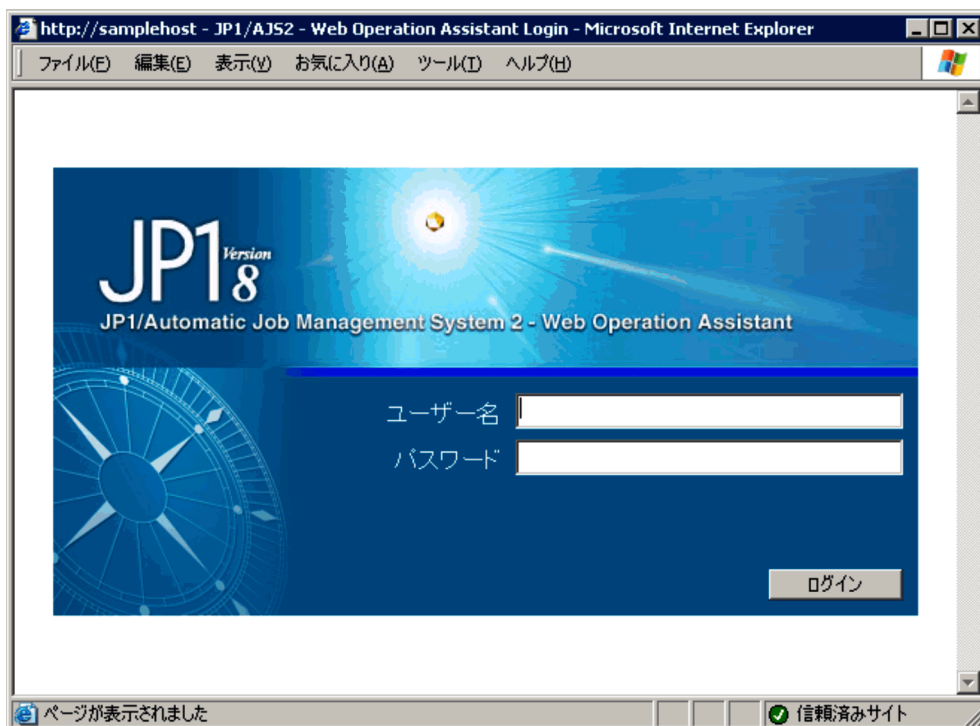 http://samplehost - JP1/AJS2 - Web Operation Assistant Login - Microsoft Internet Explorer
ファイル(F) 編集(E) 表示(V) お気に入り(A) ツール(T) ヘルプ(H)
JP1 Version 8
JP1/Automatic Job Management System 2 - Web Operation Assistant
ユーザー名
パスワード
ログイン
ページが表示されました 信頼済みサイト